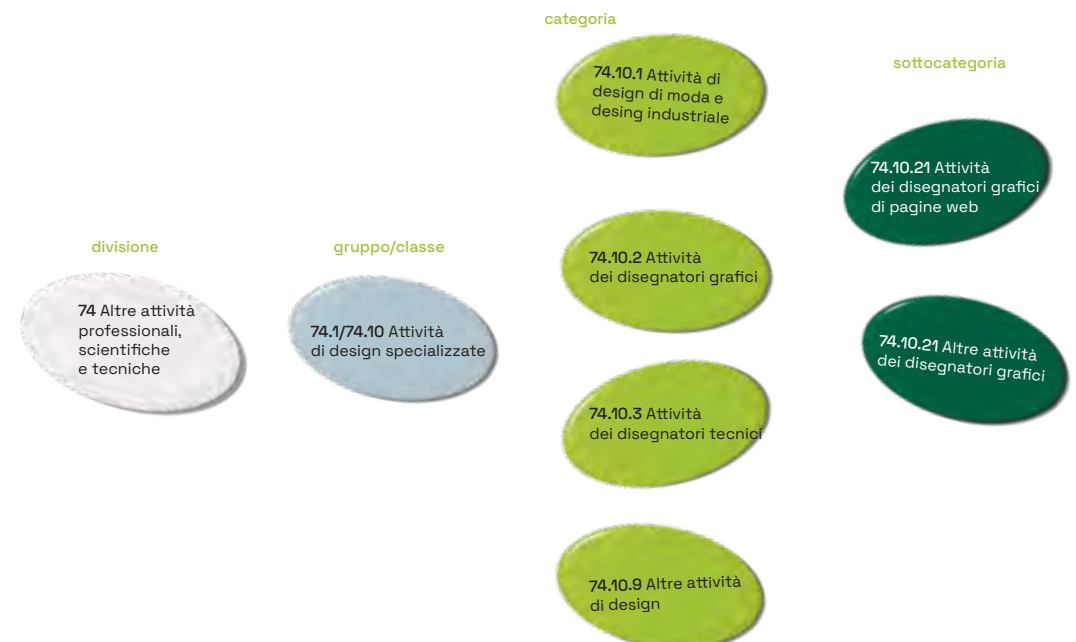 divisione
74 Altre attività
professionali,
scientifiche
e tecniche
gruppo/classe
74.1/74.10 Attività
di design specializzate
categoria
74.10.1 Attività di
design di moda e
desing industriale
74.10.2 Attività
dei disegnatori grafici
74.10.3 Attività
dei disegnatori tecnici
74.10.9 Altre attività
di design
sottocategoria
74.10.21 Attività
dei disegnatori grafici
di pagine web
74.10.21 Altre attività
dei disegnatori grafici